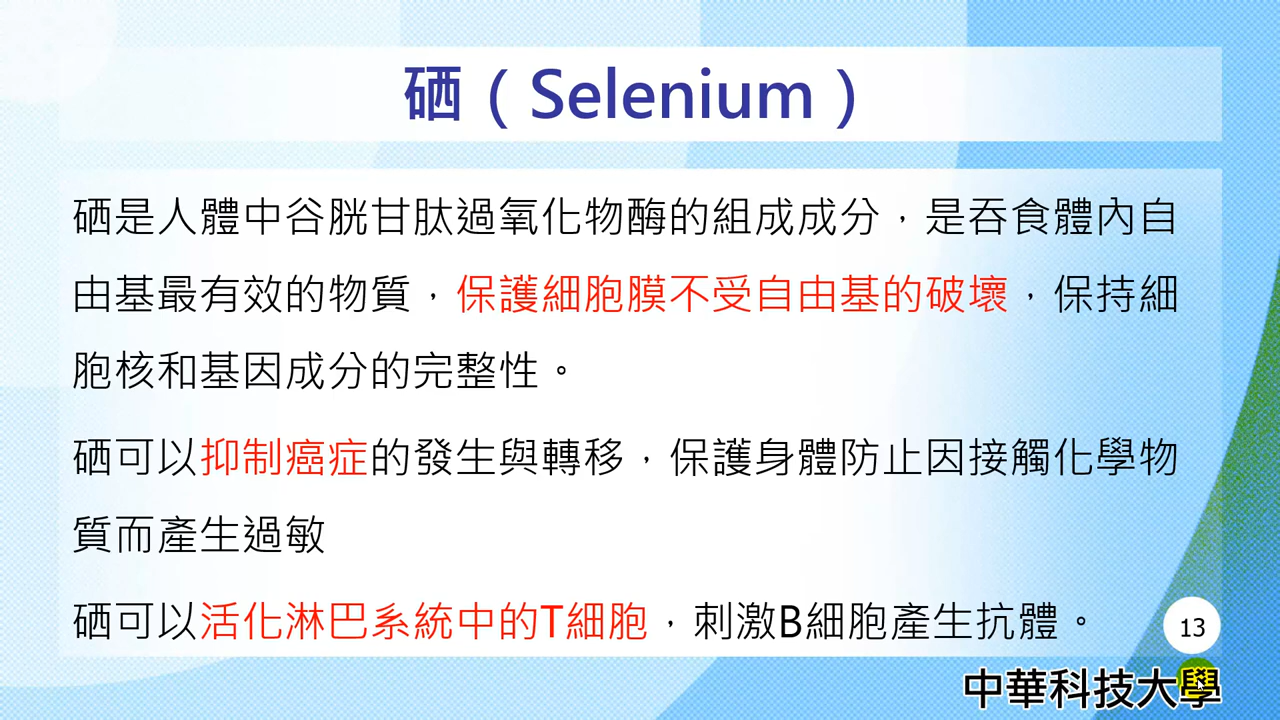 硒（Selenium）
硒是人體中谷胱甘肽過氧化物酶的組成成分，是吞食體內自
由基最有效的物質，保護細胞膜不受自由基的破壞，保持細
胞核和基因成分的完整性。
硒可以抑制癌症的發生與轉移，保護身體防止因接觸化學物
質而產生過敏
硒可以活化淋巴系統中的T細胞，刺激B細胞產生抗體。
13
中華科技大學